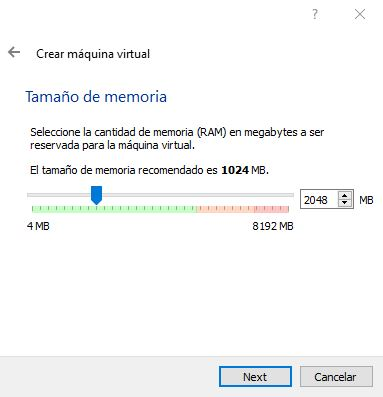 ?
Crear máquina virtual
Tamaño de memoria
Seleccione la cantidad de memoria (RAM) en megabytes a ser
reservada para la máquina virtual.
El tamaño de memoria recomendado es 1024 MB.
2048 MB
4 MB 8192 MB
Next Cancelar